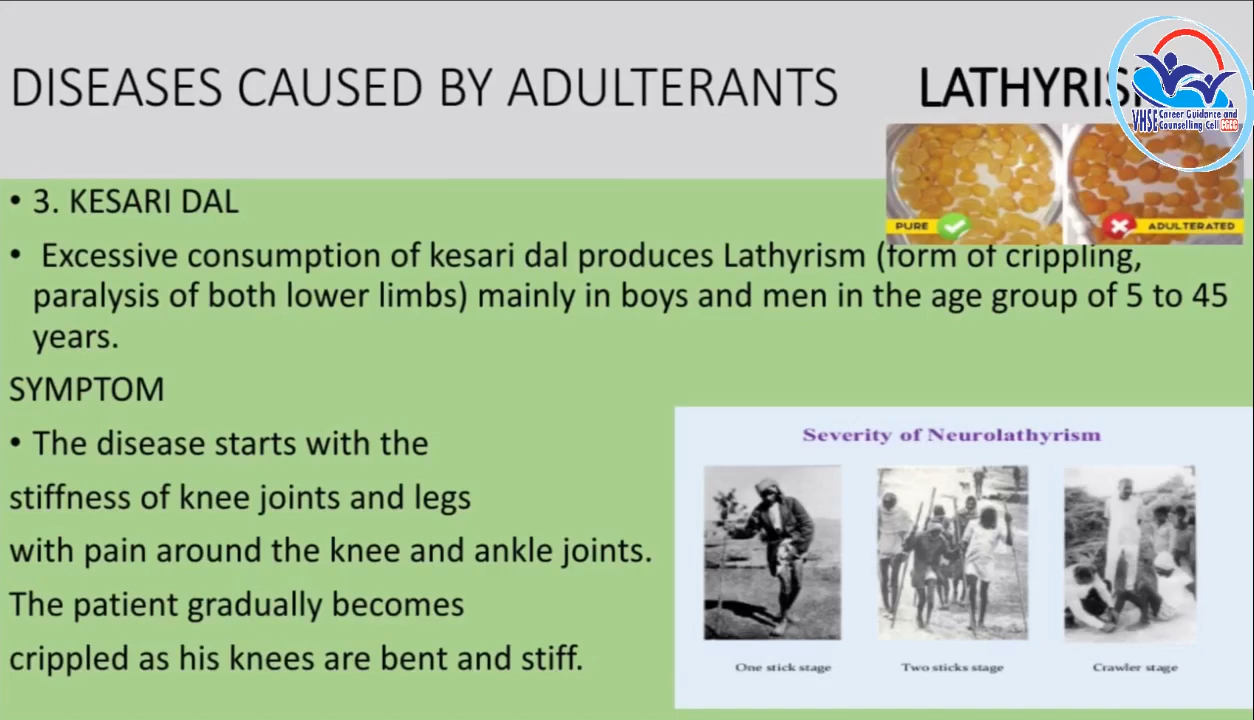 DISEASES CAUSED BY ADULTERANTS LATHYRIS
VHSE Career Guidance and
Counselling Cell CGCC
PURE
ADULTERATED
• 3. KESARI DAL
• Excessive consumption of kesari dal produces Lathyrism (form of crippling,
paralysis of both lower limbs) mainly in boys and men in the age group of 5 to 45
years.
SYMPTOM
• The disease starts with the
stiffness of knee joints and legs
with pain around the knee and ankle joints.
The patient gradually becomes
crippled as his knees are bent and stiff.
Severity of Neurolathyrism
One stick stage
Two sticks stage
Crawler stage